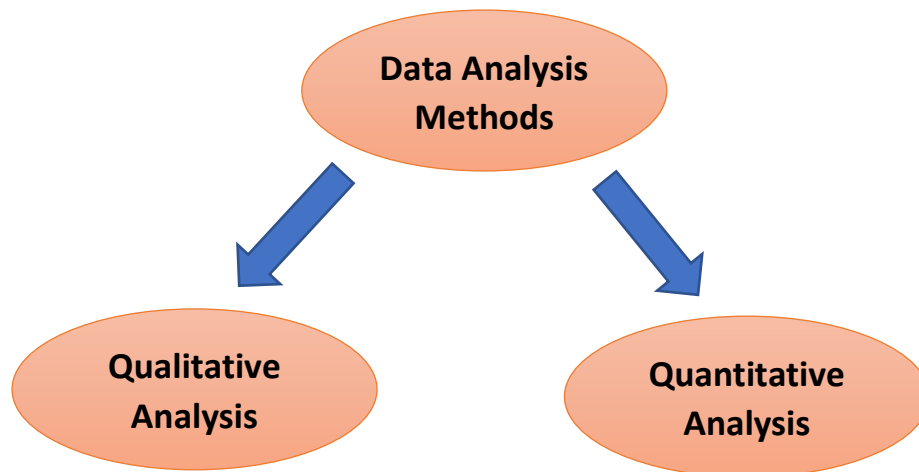 Data Analysis
Methods
Qualitative
Analysis
Quantitative
Analysis